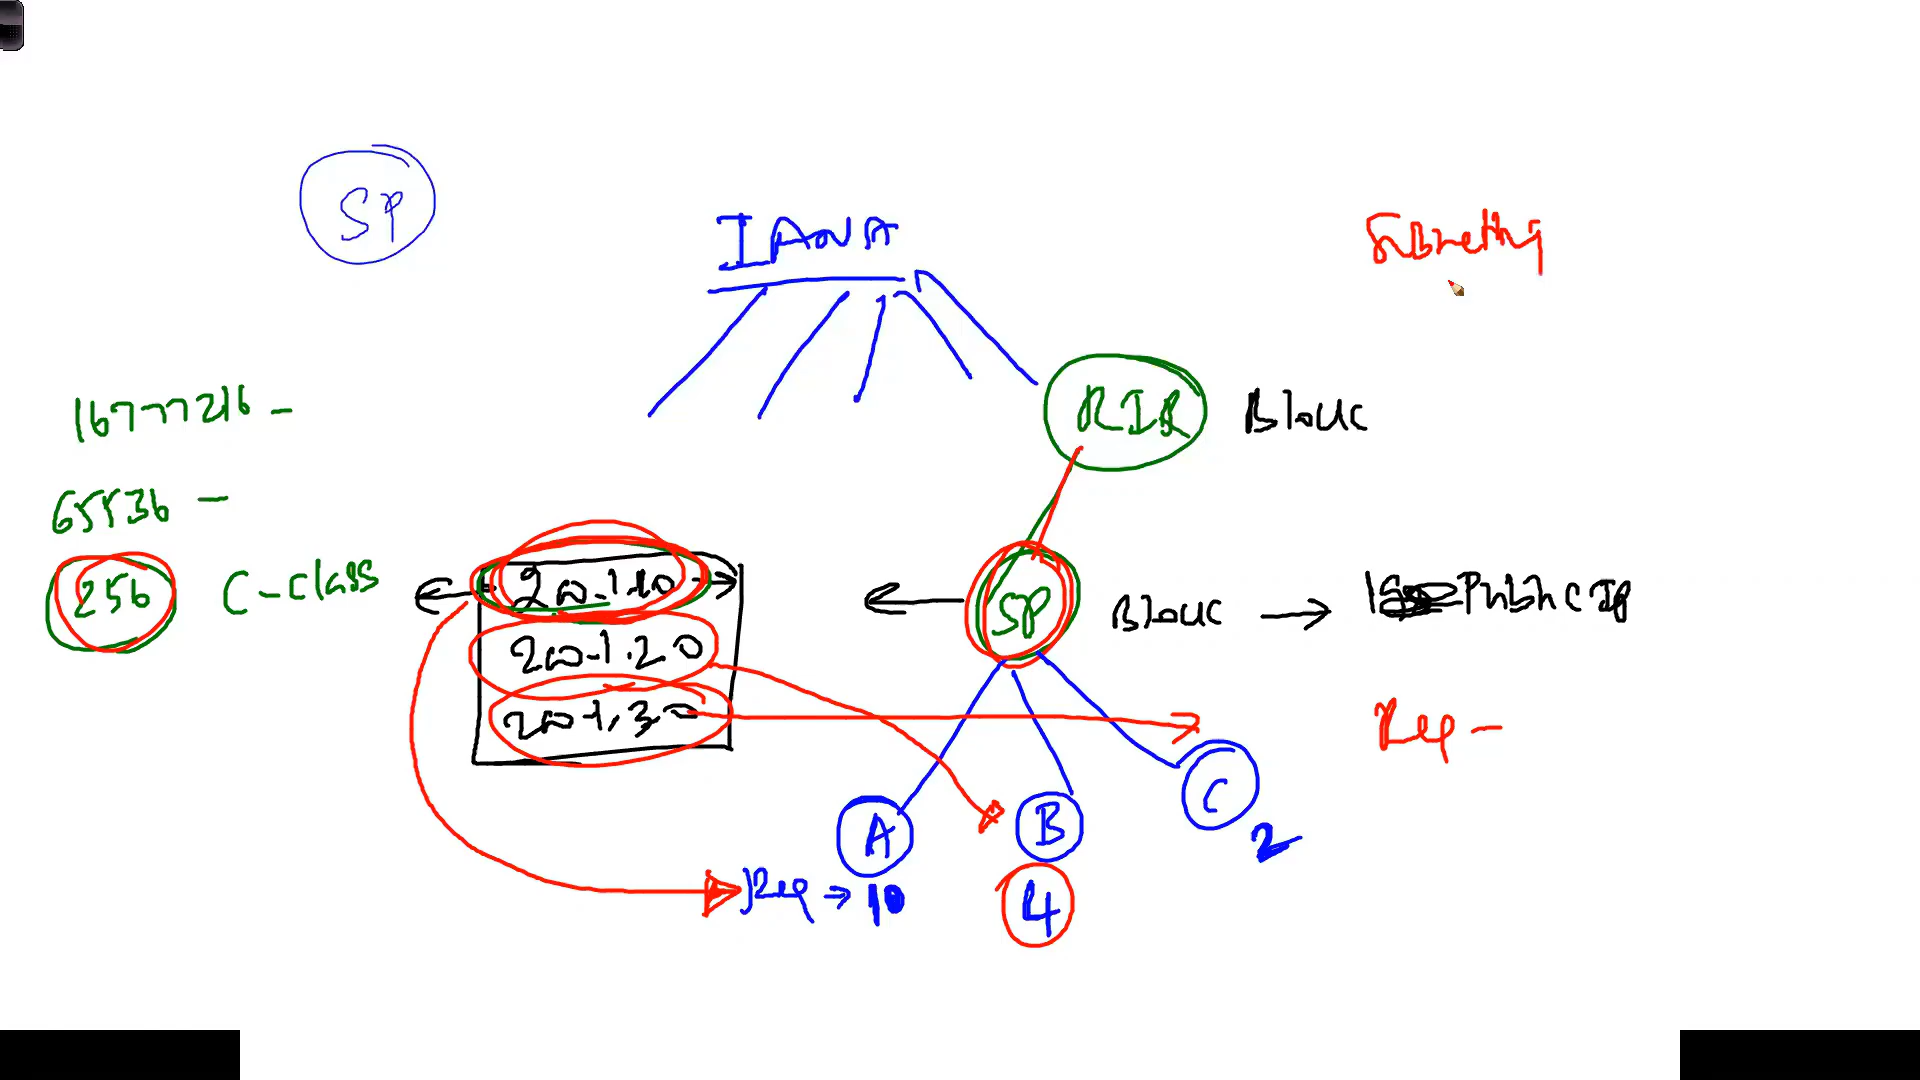 SP
IANA
Subnetting
RIR
Block
16777216 -
65536 -
256
C-class
200.1.1.0
SP
Block → Public IP
200.1.2.0
200.1.3.0
Req -
C
2
A
B
Req → 10
4